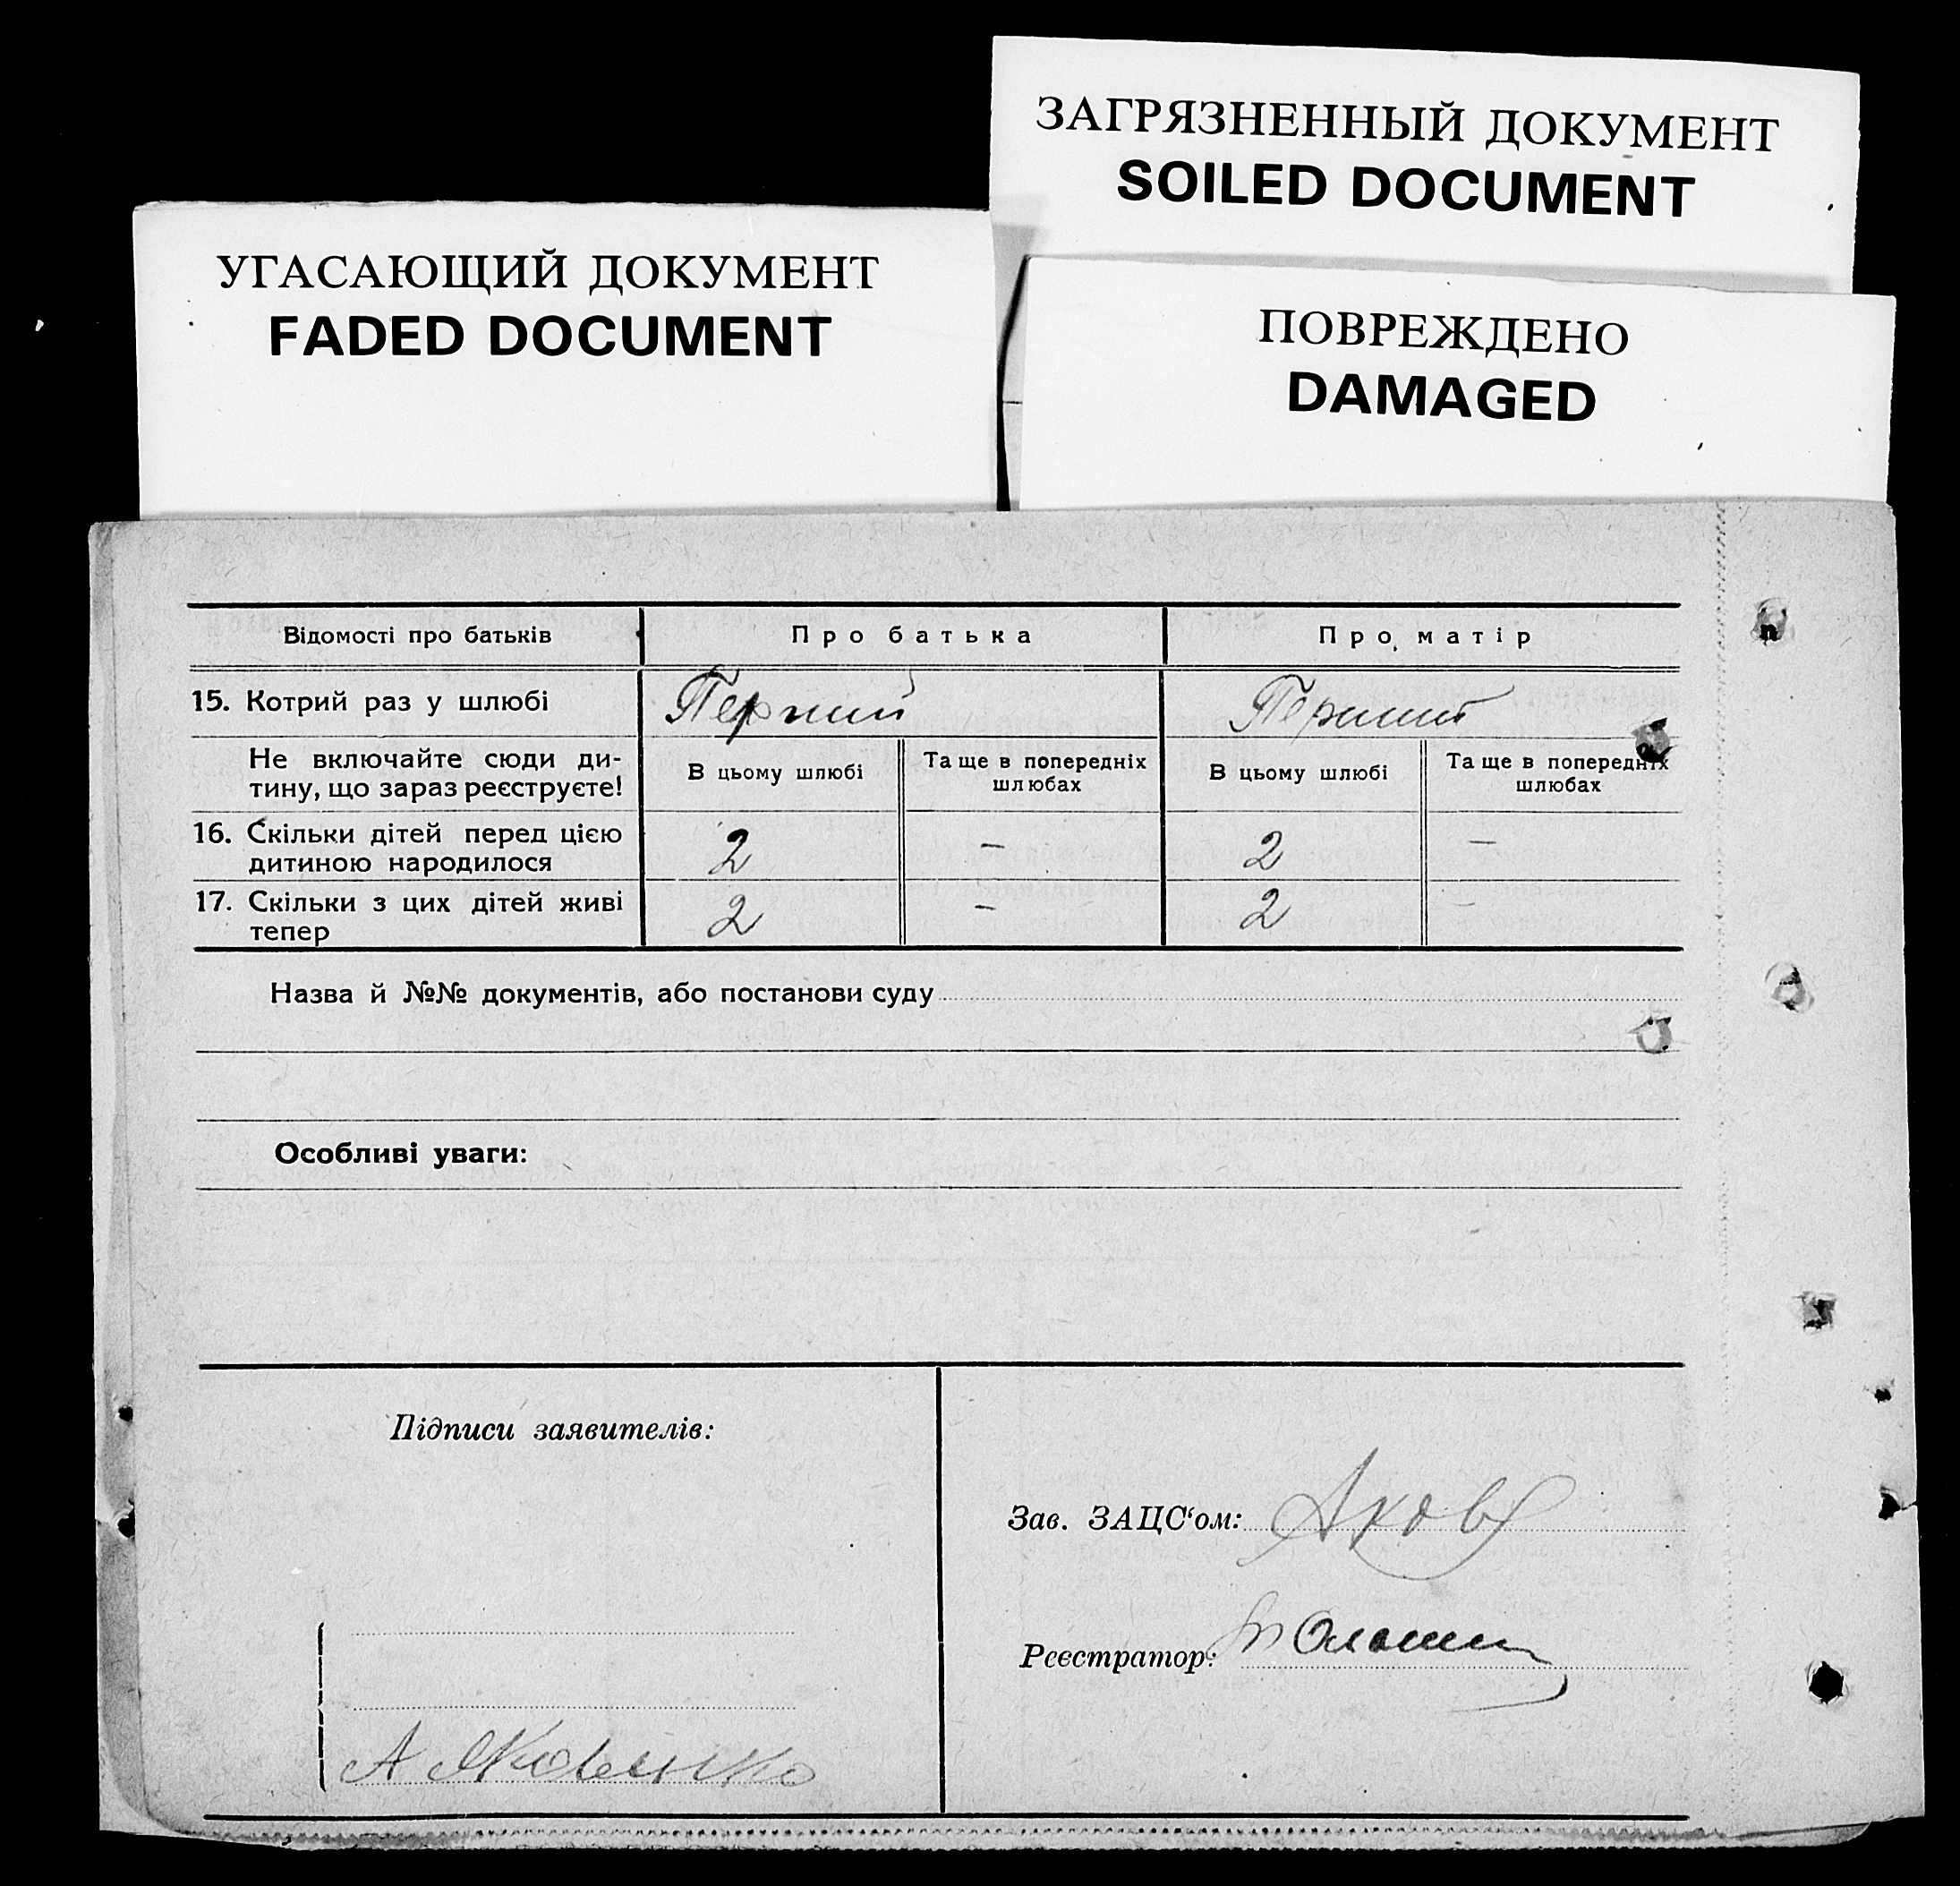 ЗАГРЯЗНЕННЫЙ ДОКУМЕНТ
SOILED DOCUMENT
УГАСАЮЩИЙ ДОКУМЕНТ
FADED DOCUMENT
ПОВРЕЖДЕНО
DAMAGED
Відомості про батьків Про батька Про матір
15. Котрий раз у шлюбі Перший Перший
Не включайте сюди ди-
тину, що зараз реєструєте!
В цьому шлюбі
Та ще в попередніх
шлюбах
В цьому шлюбі
Та ще в попередніх
шлюбах
16. Скільки дітей перед цією
дитиною народилося 2 – 2 –
17. Скільки з цих дітей живі
тепер 2 – 2 –
Назва й №№ документів, або постанови суду
Особливі уваги:
Підписи заявителів:
А Яковенко
Зав. ЗАЦС‘ом:
Реєстратор: